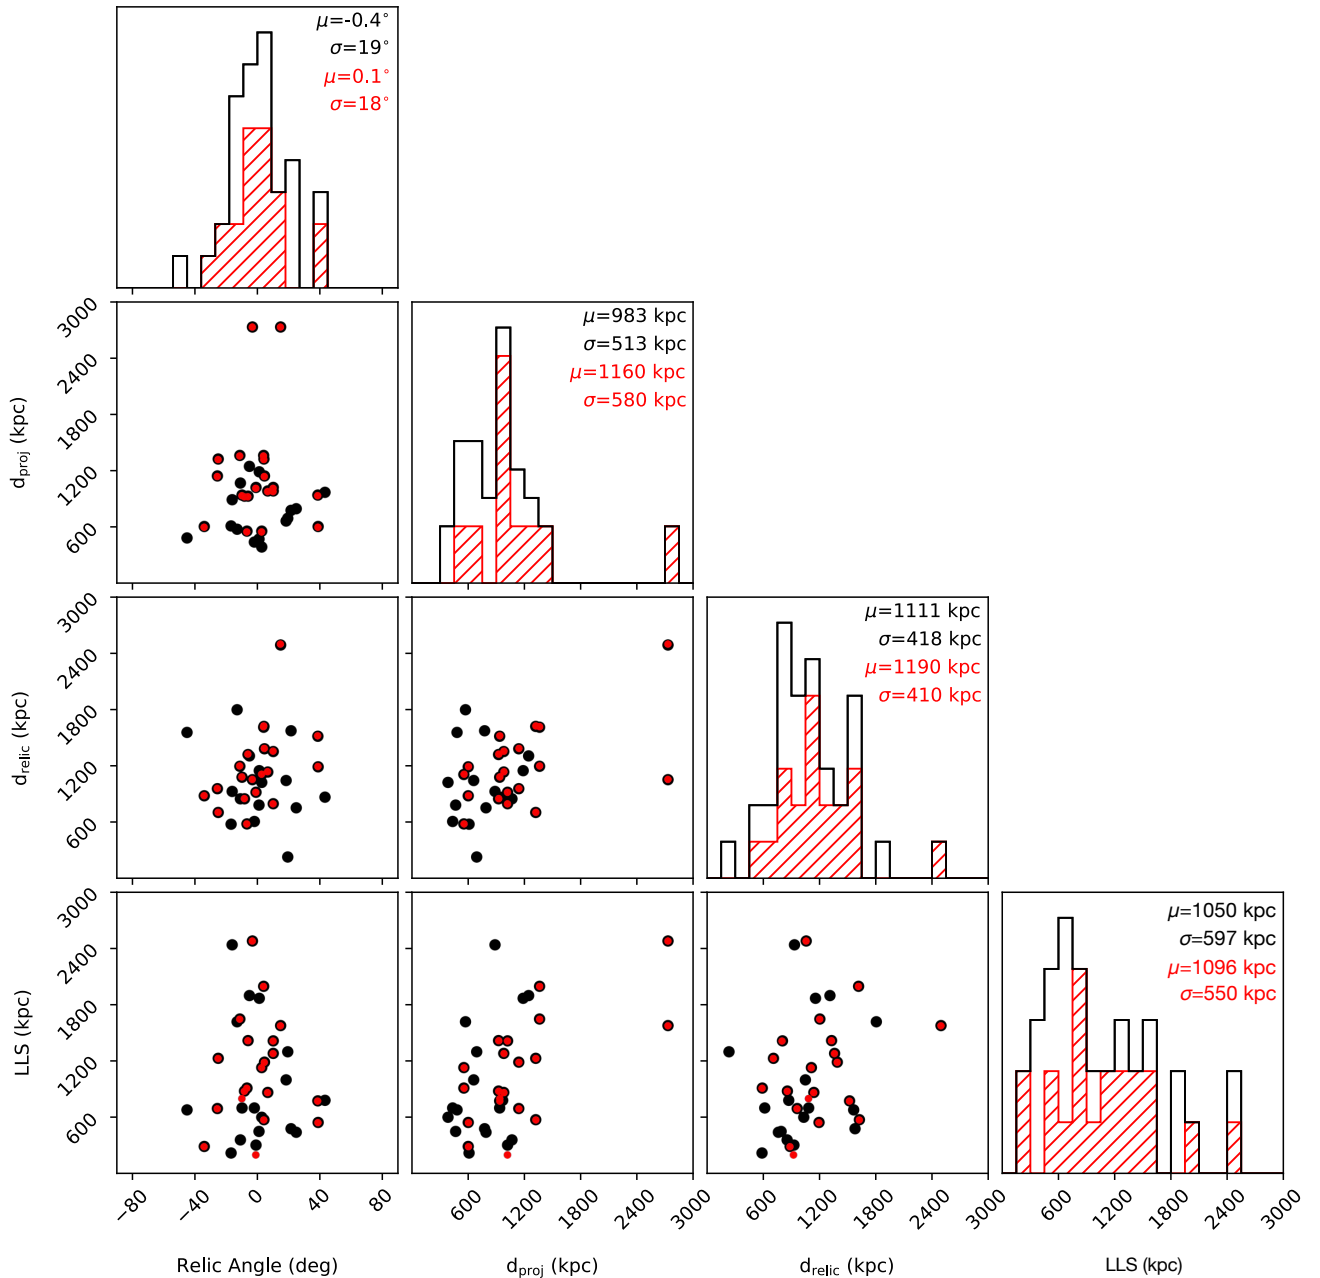 μ=-0.4°
σ=19°
μ=0.1°
σ=18°
3000
2400
1800
1200
600
d_proj (kpc)
μ=983 kpc
σ=513 kpc
μ=1160 kpc
σ=580 kpc
3000
2400
1800
1200
600
d_relic (kpc)
μ=1111 kpc
σ=418 kpc
μ=1190 kpc
σ=410 kpc
3000
2400
1800
1200
600
LLS (kpc)
μ=1050 kpc
σ=597 kpc
μ=1096 kpc
σ=550 kpc
−80 −40 0 40 80
600 1200 1800 2400 3000
600 1200 1800 2400 3000
600 1200 1800 2400 3000
Relic Angle (deg)
d_proj (kpc)
d_relic (kpc)
LLS (kpc)